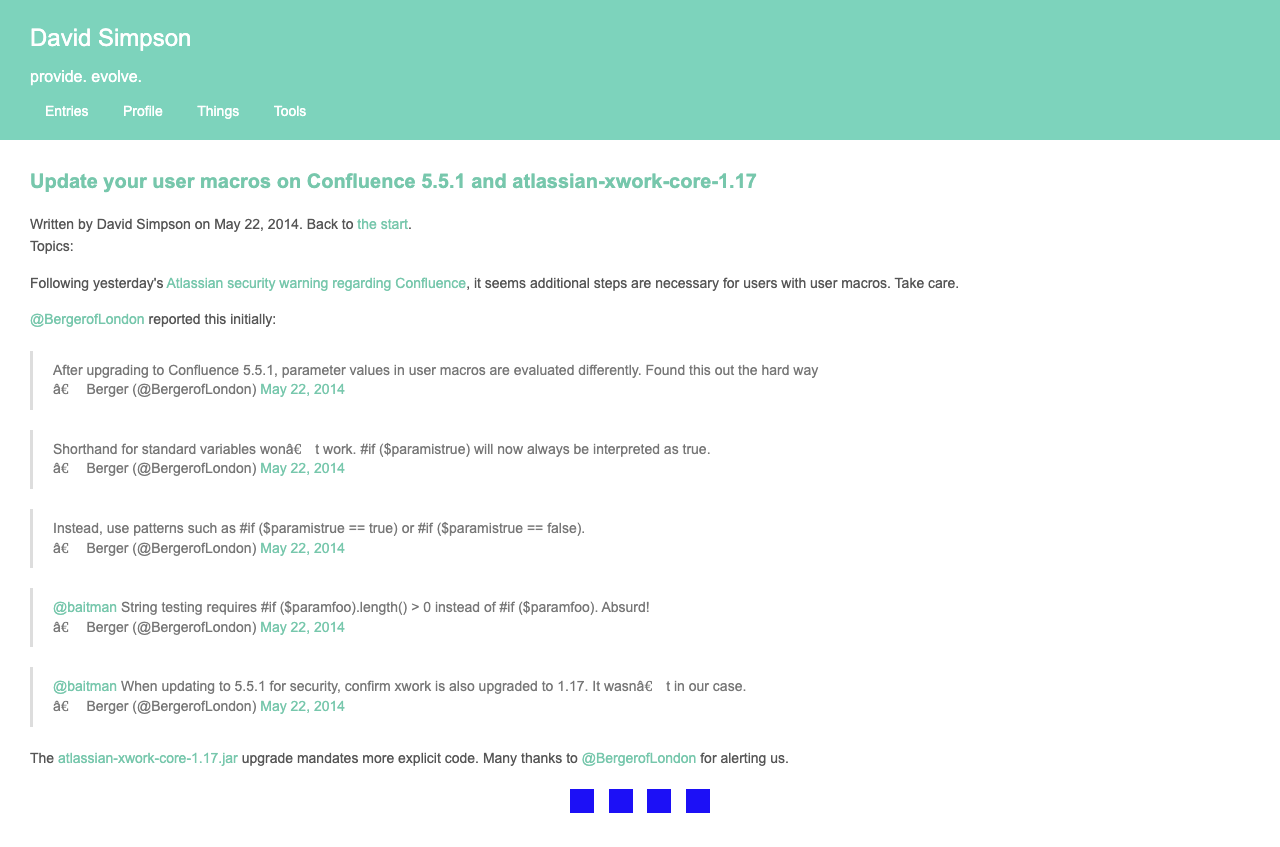 David Simpson
provide. evolve.
Entries Profile Things Tools
Update your user macros on Confluence 5.5.1 and atlassian-xwork-core-1.17
Written by David Simpson on May 22, 2014. Back to the start.
Topics:
Following yesterday's Atlassian security warning regarding Confluence, it seems additional steps are necessary for users with user macros. Take care.
@BergerofLondon reported this initially:
After upgrading to Confluence 5.5.1, parameter values in user macros are evaluated differently. Found this out the hard way
â€ Berger (@BergerofLondon) May 22, 2014
Shorthand for standard variables wonâ€ t work. #if ($paramistrue) will now always be interpreted as true.
â€ Berger (@BergerofLondon) May 22, 2014
Instead, use patterns such as #if ($paramistrue == true) or #if ($paramistrue == false).
â€ Berger (@BergerofLondon) May 22, 2014
@baitman String testing requires #if ($paramfoo).length() > 0 instead of #if ($paramfoo). Absurd!
â€ Berger (@BergerofLondon) May 22, 2014
@baitman When updating to 5.5.1 for security, confirm xwork is also upgraded to 1.17. It wasnâ€ t in our case.
â€ Berger (@BergerofLondon) May 22, 2014
The atlassian-xwork-core-1.17.jar upgrade mandates more explicit code. Many thanks to @BergerofLondon for alerting us.